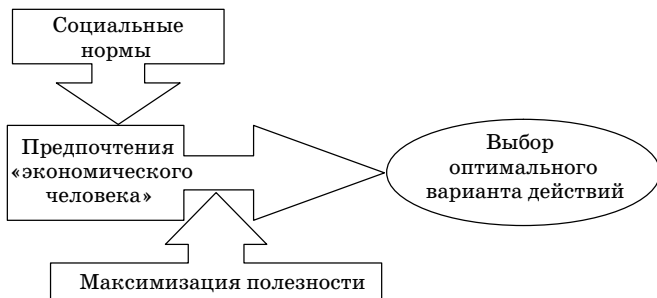 Социальные
нормы
Предпочтения
«экономического
человека»
Выбор
оптимального
варианта действий
Максимизация полезности